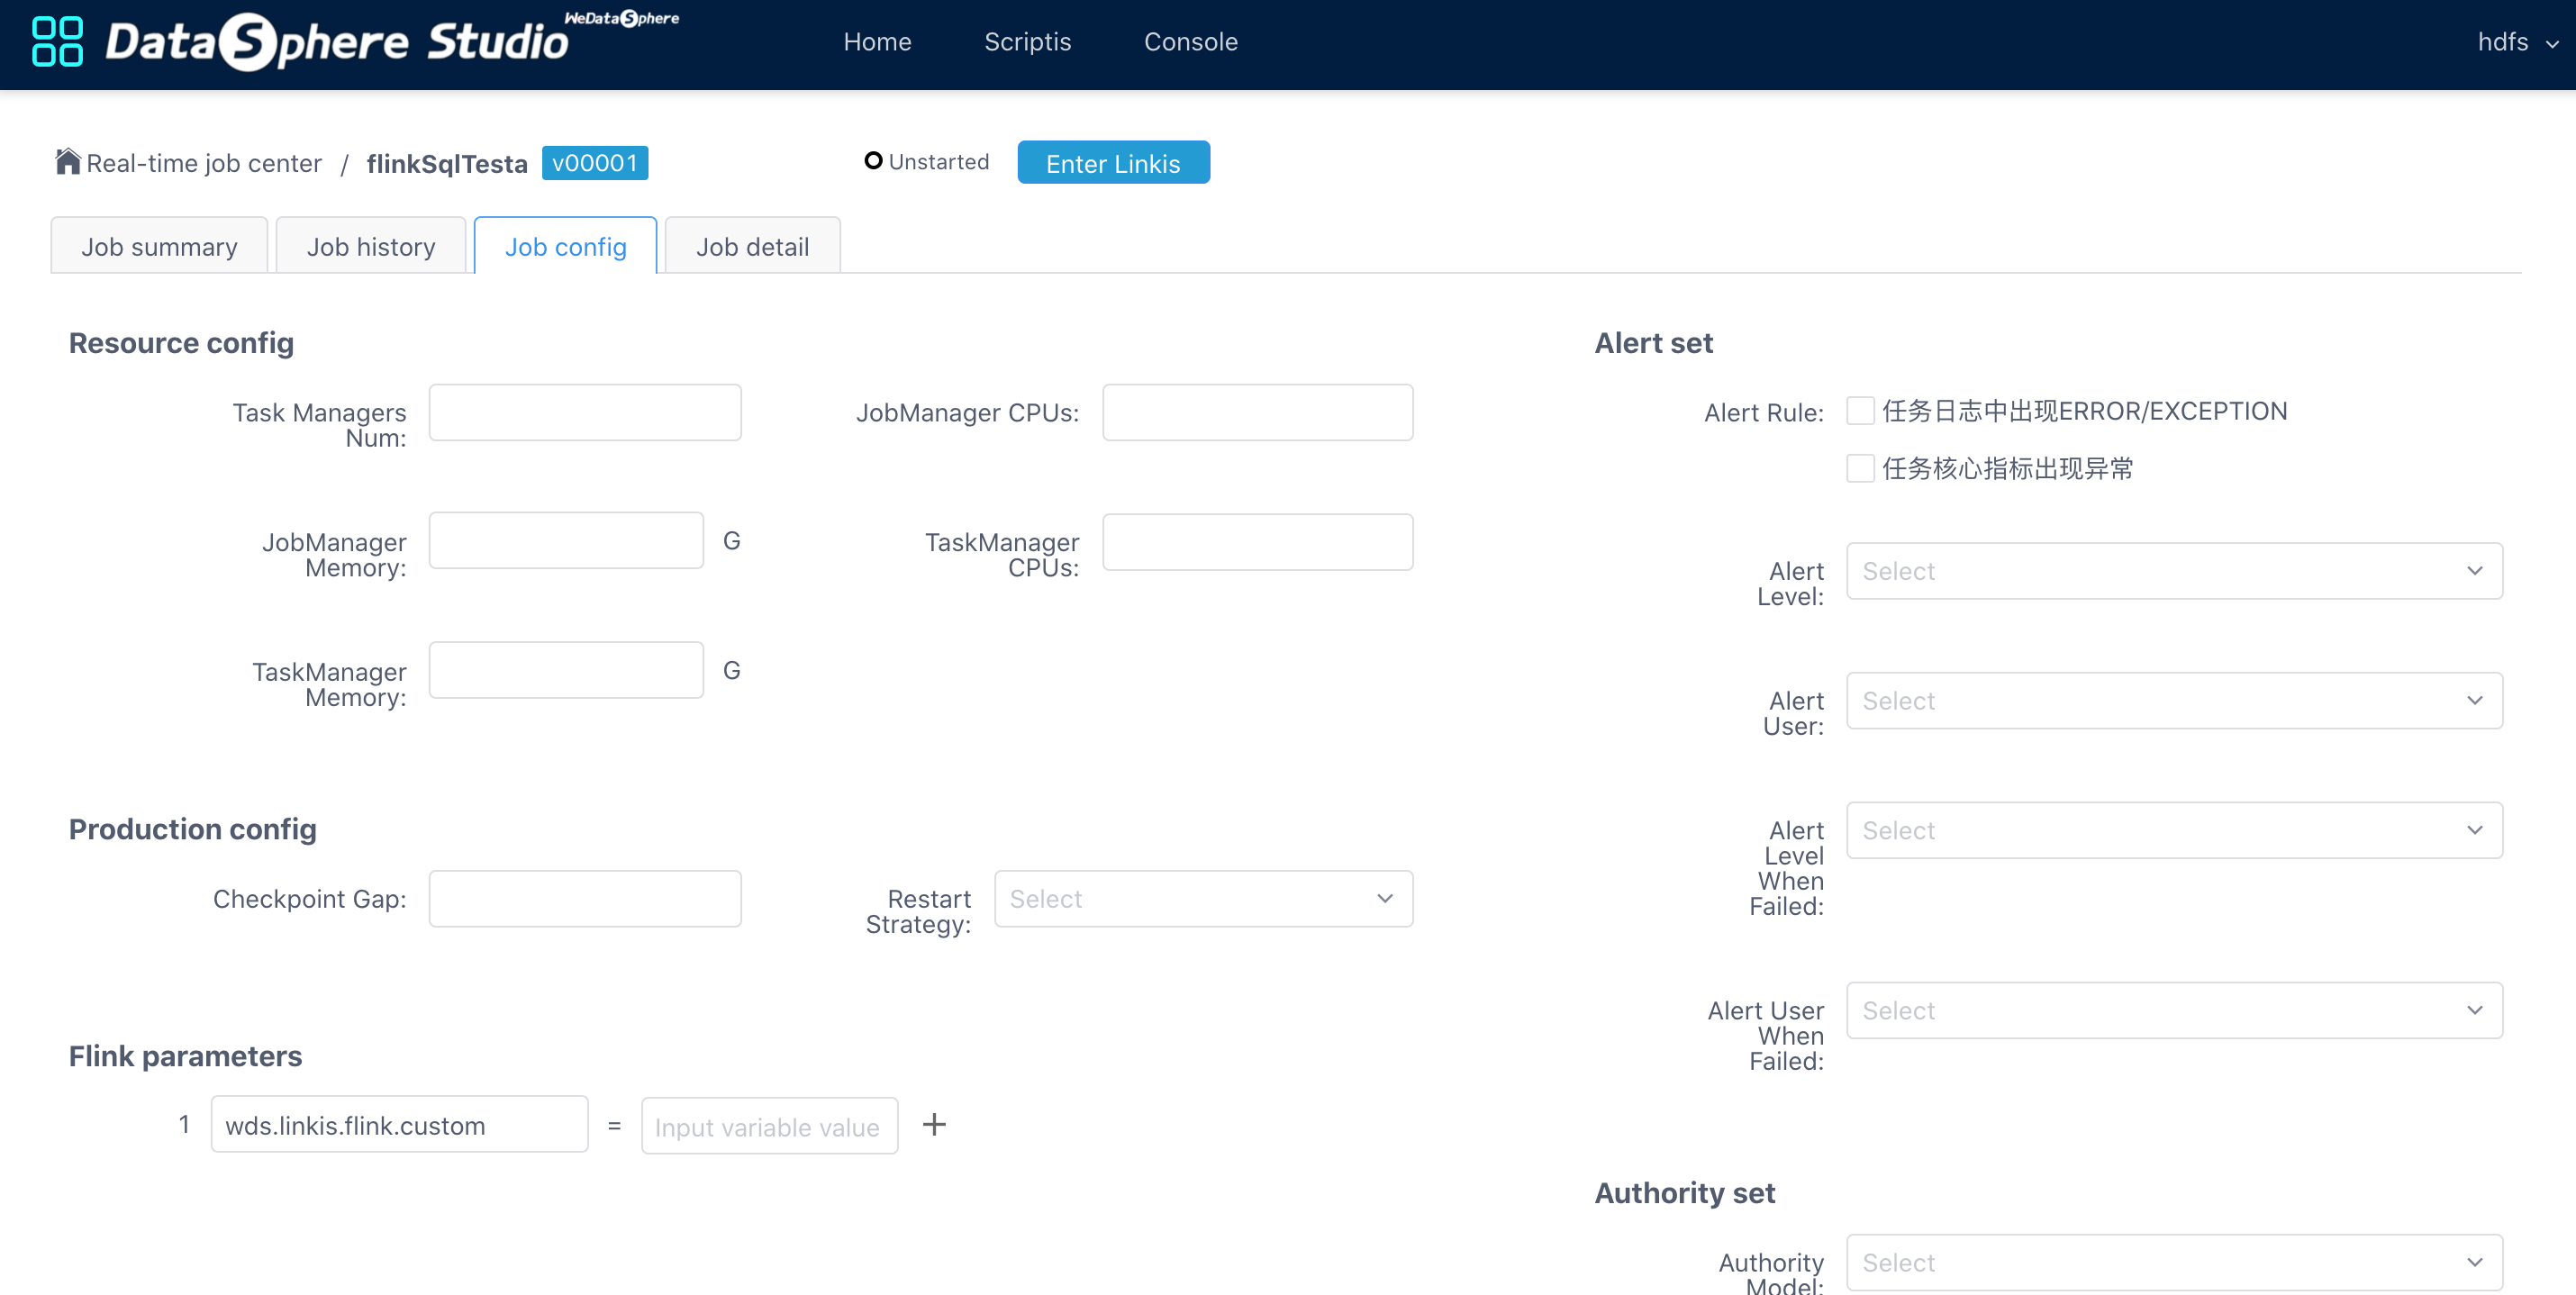 DataSphere Studio WeDataSphere
Home Scriptis Console hdfs
Real-time job center / flinkSqlTesta v00001 Unstarted Enter Linkis
Job summary Job history Job config Job detail
Resource config
Task Managers
Num:
JobManager CPUs:
JobManager
Memory:
G
TaskManager
CPUs:
TaskManager
Memory:
G
Production config
Checkpoint Gap:
Restart
Strategy:
Select
Flink parameters
1 wds.linkis.flink.custom = Input variable value +
Alert set
Alert Rule: 任务日志中出现ERROR/EXCEPTION
任务核心指标出现异常
Alert
Level:
Select
Alert
User:
Select
Alert
Level
When
Failed:
Select
Alert User
When
Failed:
Select
Authority set
Authority
Model:
Select